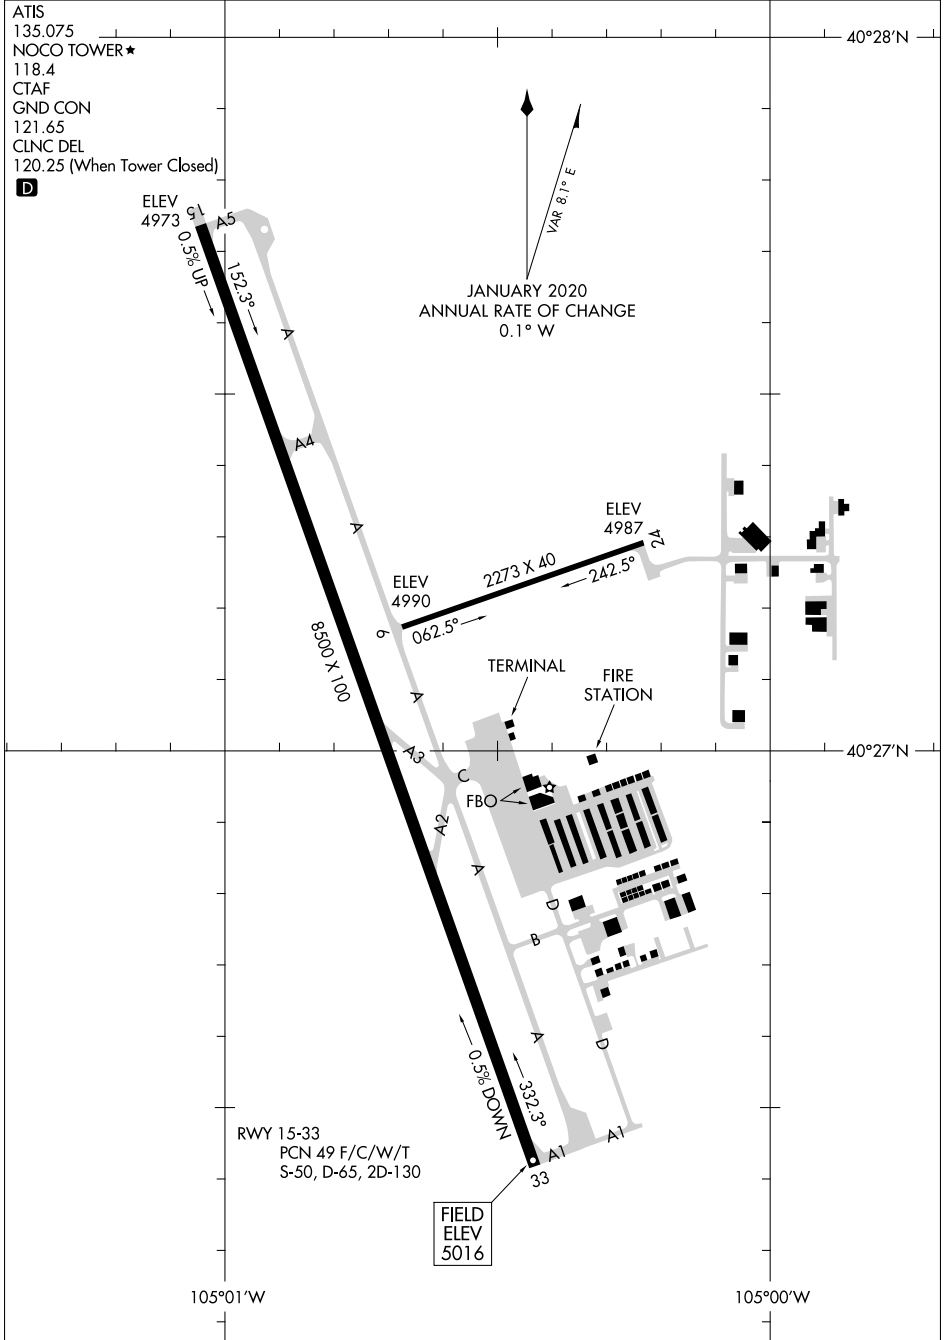 ATIS
135.075
NOCO TOWER★
118.4
CTAF
GND CON
121.65
CLNC DEL
120.25 (When Tower Closed)
D
40°28'N
VAR 8.1° E
JANUARY 2020
ANNUAL RATE OF CHANGE
0.1° W
ELEV
4973
15
A5
0.5% UP
152.3°
A
A4
A
ELEV
4987
24
2273 X 40
242.5°
ELEV
4990
6
062.5°
8500 X 100
A
TERMINAL
FIRE
STATION
A3
40°27'N
C
FBO
A2
A
D
B
A
D
0.5% DOWN
332.3°
RWY 15-33
PCN 49 F/C/W/T
S-50, D-65, 2D-130
A1
A1
33
FIELD
ELEV
5016
105°01'W
105°00'W